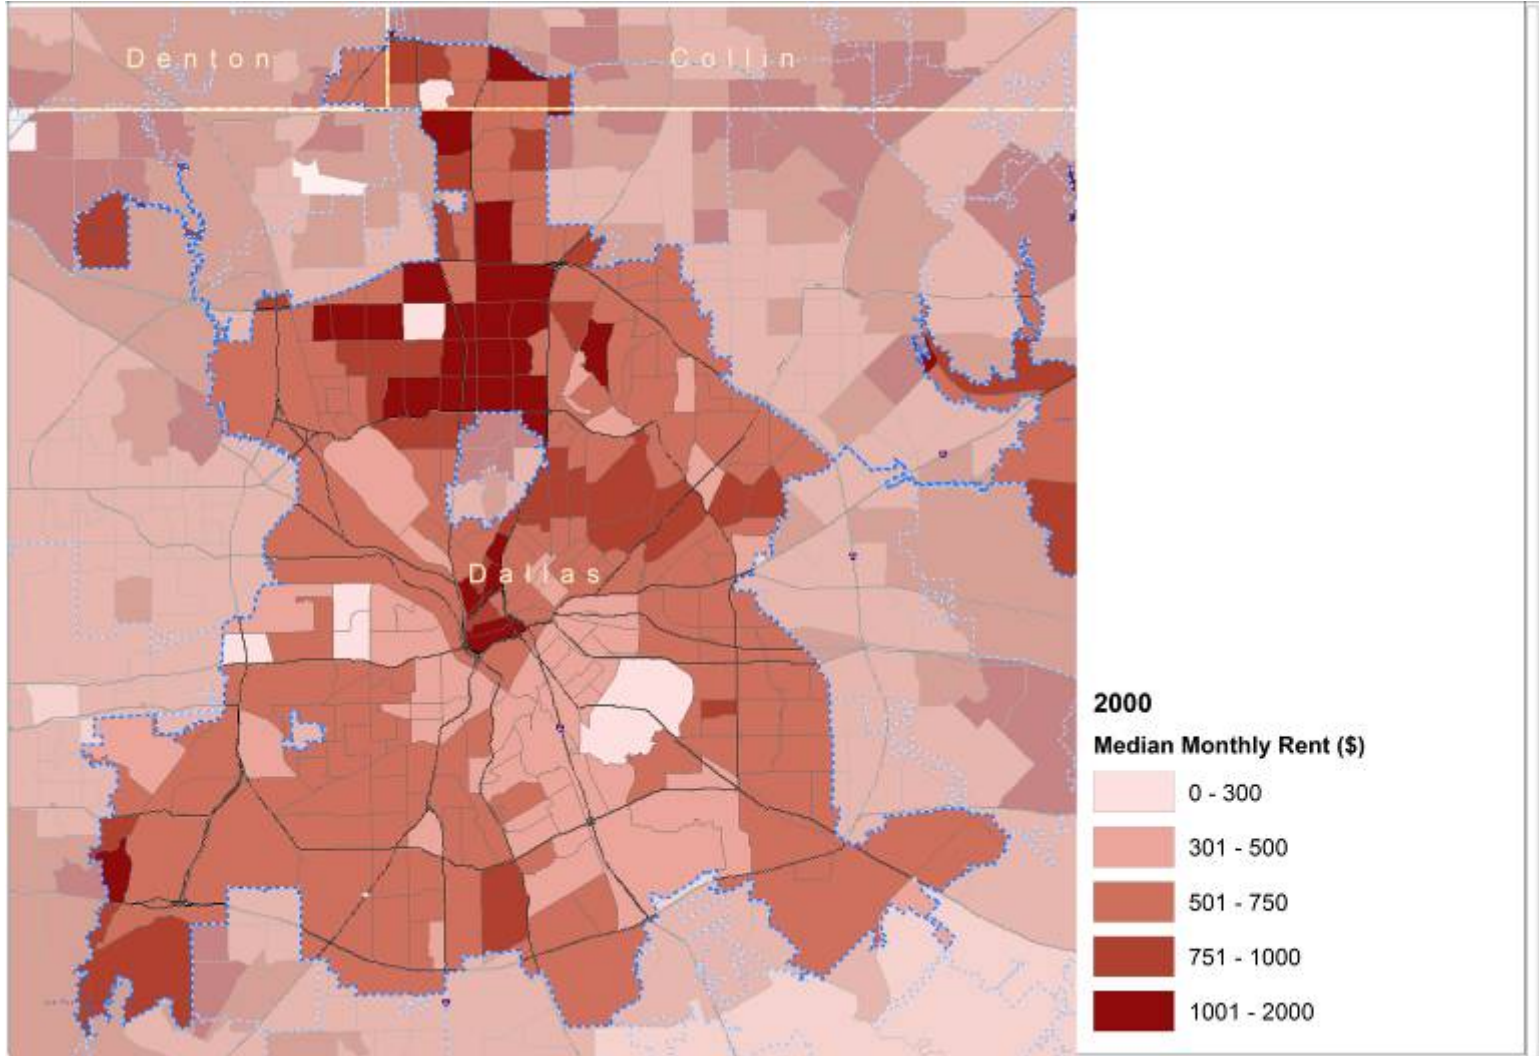 Denton
Collin
Dallas
2000
Median Monthly Rent ($)
0 - 300
301 - 500
501 - 750
751 - 1000
1001 - 2000